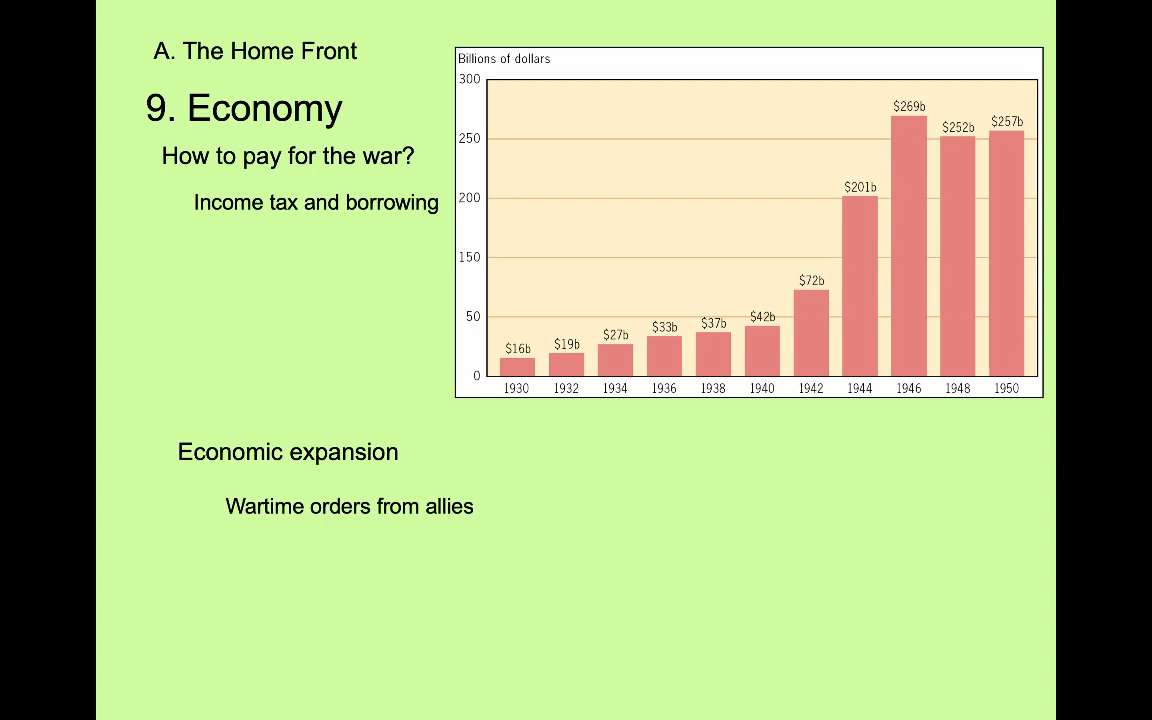 A. The Home Front
9. Economy
How to pay for the war?
Income tax and borrowing
Billions of dollars
300
250
200
150
50
0
$16b
$19b
$27b
$33b
$37b
$42b
$72b
$201b
$269b
$252b
$257b
1930 1932 1934 1936 1938 1940 1942 1944 1946 1948 1950
Economic expansion
Wartime orders from allies